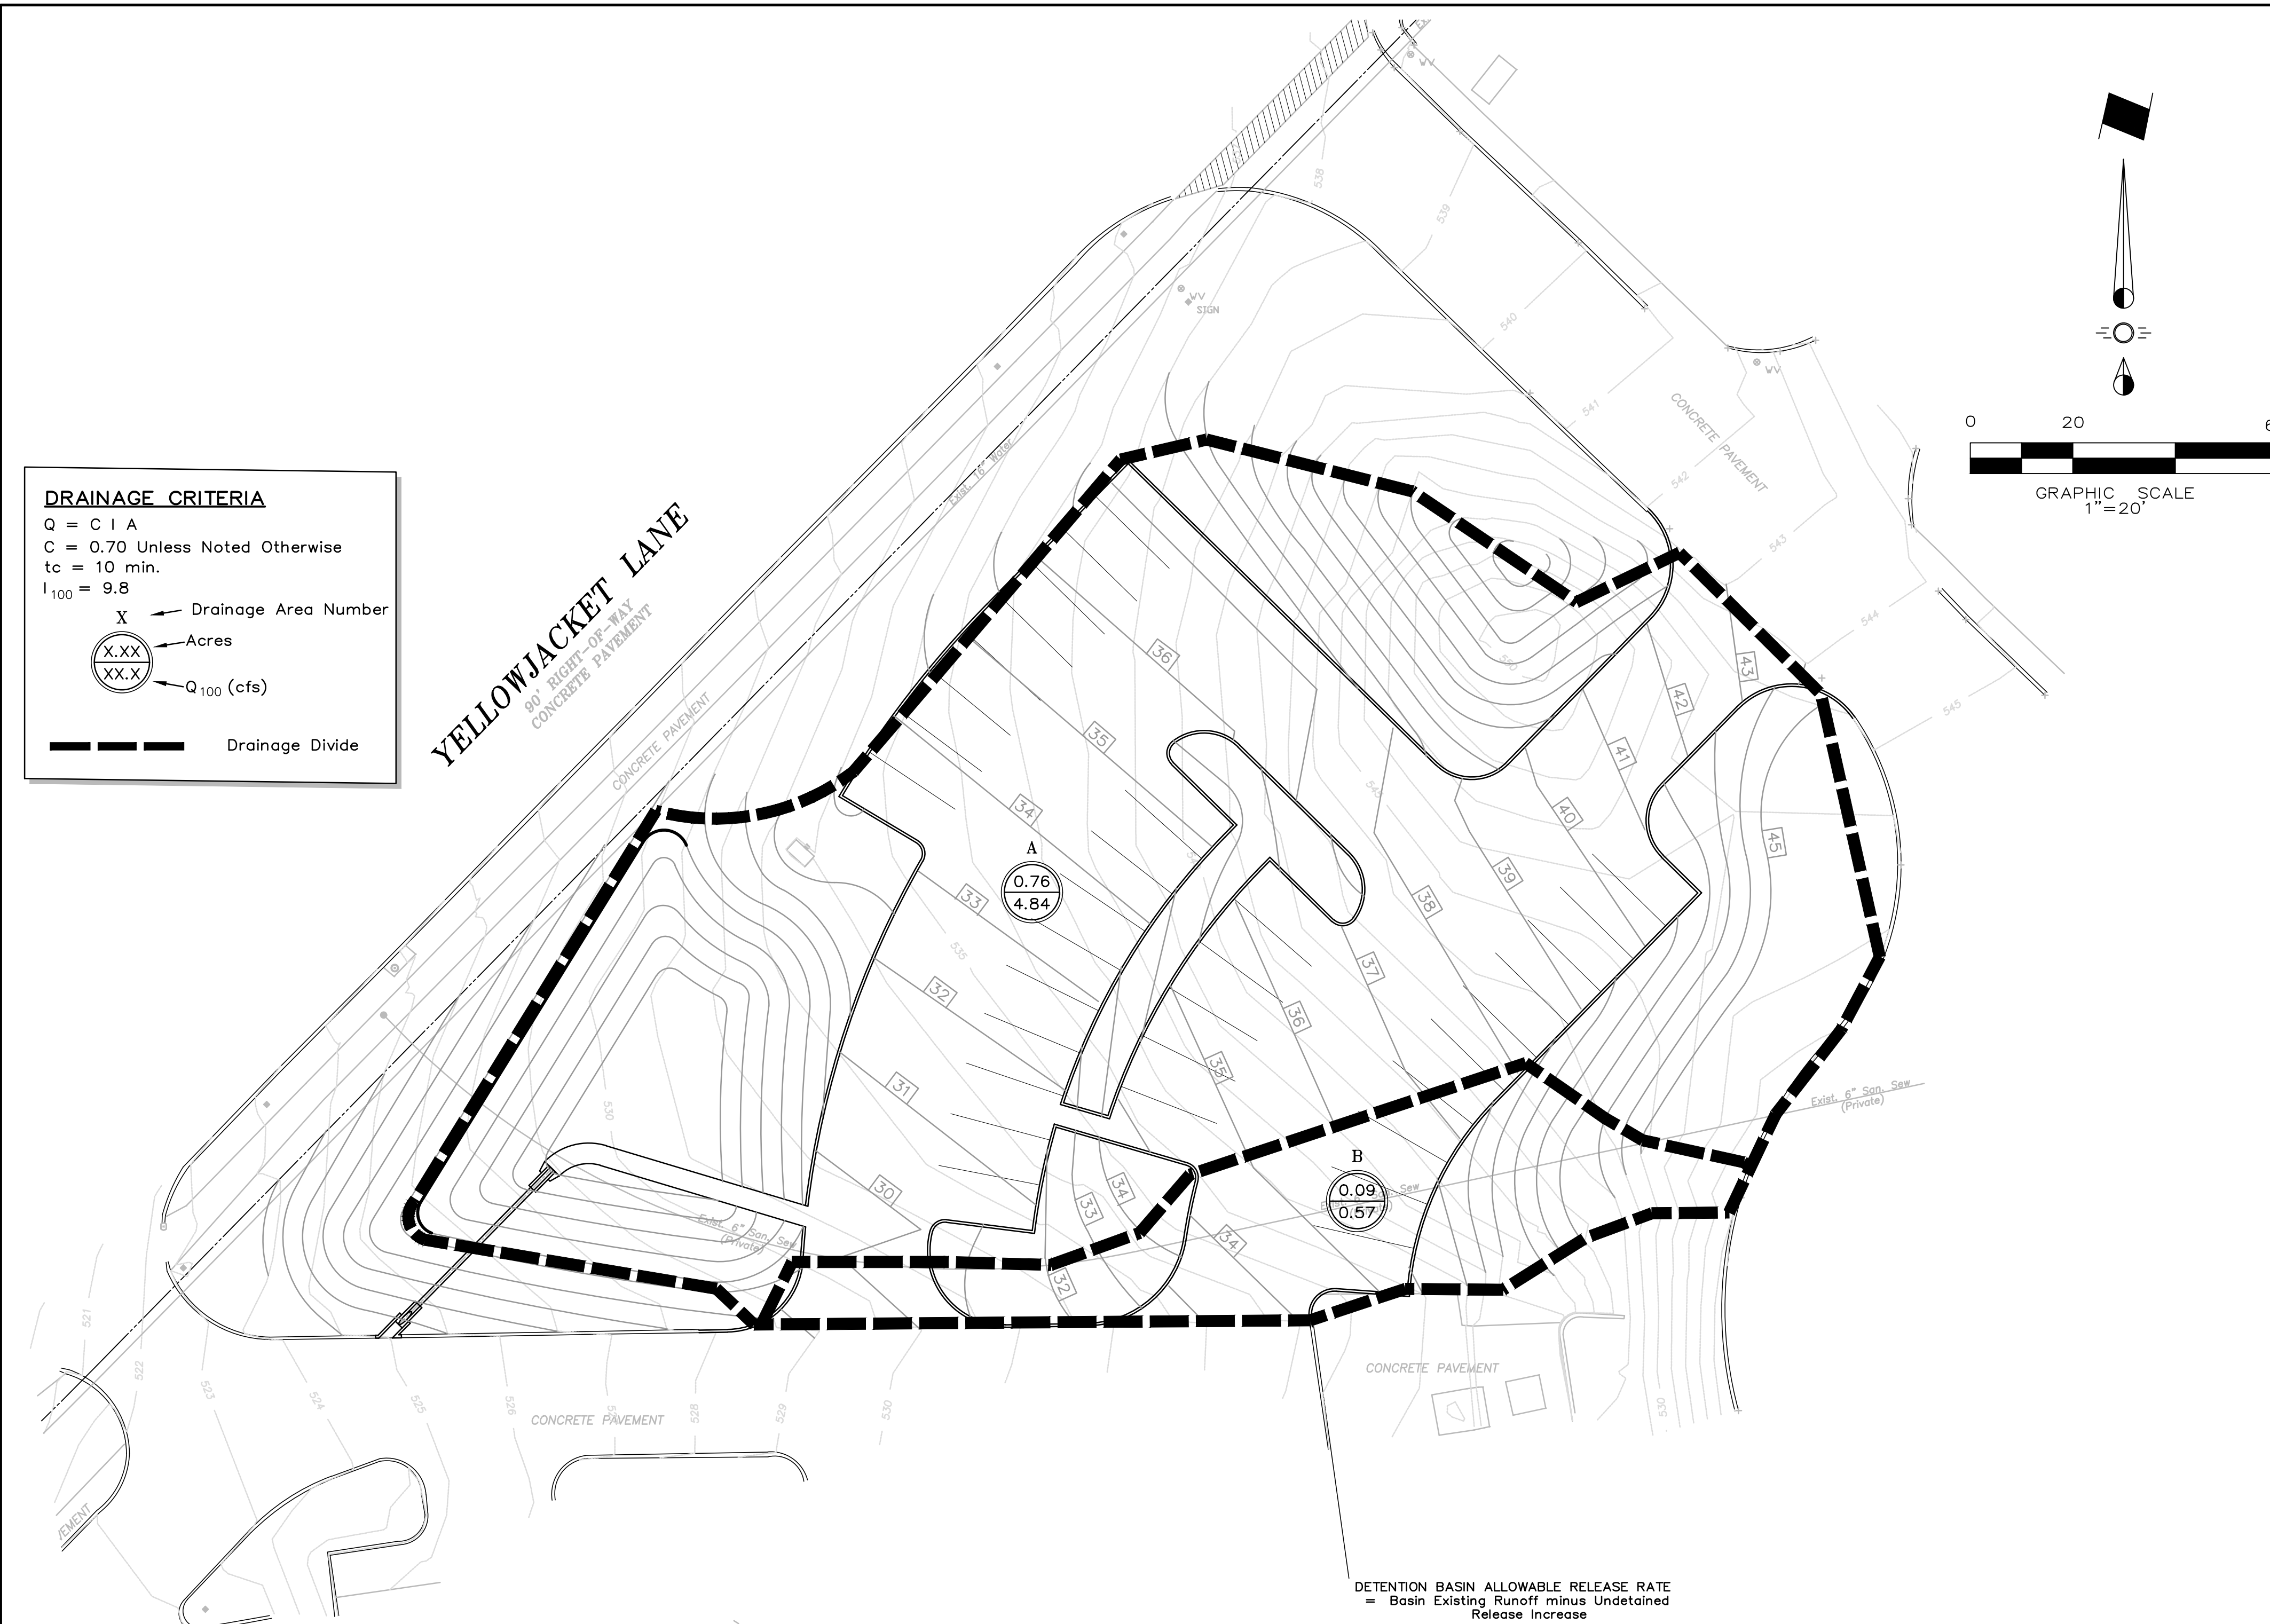 DRAINAGE CRITERIA
Q = C I A
C = 0.70 Unless Noted Otherwise
tc = 10 min.
I100 = 9.8
X
Drainage Area Number
X.XX
Acres
XX.X
Q100 (cfs)
Drainage Divide
YELLOWJACKET LANE
90' RIGHT-OF-WAY
CONCRETE PAVEMENT
CONCRETE PAVEMENT
Exist. 16" Water
WV
WV
SIGN
WV
CONCRETE PAVEMENT
538
539
540
541
542
543
544
545
0
20
GRAPHIC SCALE
1"=20'
36
35
34
33
32
31
30
43
42
41
40
39
38
37
36
35
45
34
33
32
34
550
545
535
530
A
0.76
4.84
B
0.09
0.57
Exist. 6" San. Sew
(Private)
Exist. 6" San. Sew
(Private)
521
522
523
524
525
526
528
529
530
530
CONCRETE PAVEMENT
CONCRETE PAVEMENT
DETENTION BASIN ALLOWABLE RELEASE RATE
= Basin Existing Runoff minus Undetained
Release Increase